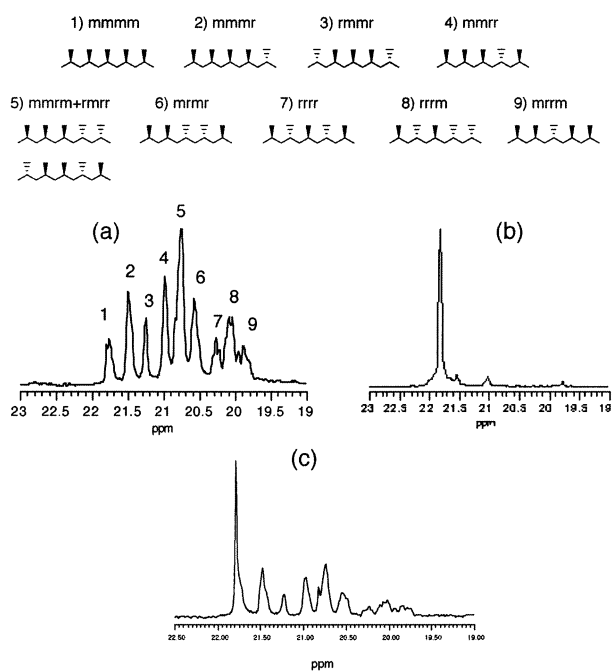 1) mmmm 2) mmmr 3) rmmr 4) mmrr
5) mmrm+rmrr 6) mrmr 7) rrrr 8) rrrm 9) mrrm
(a) (b)
1 2 3 4 5 6 7 8 9
23 22.5 22 21.5 21 20.5 20 19.5 19
ppm
23 22.5 22 21.5 21 20.5 20 19.5 19
ppm
(c)
22.50 22.00 21.50 21.00 20.50 20.00 19.50 19.00
ppm